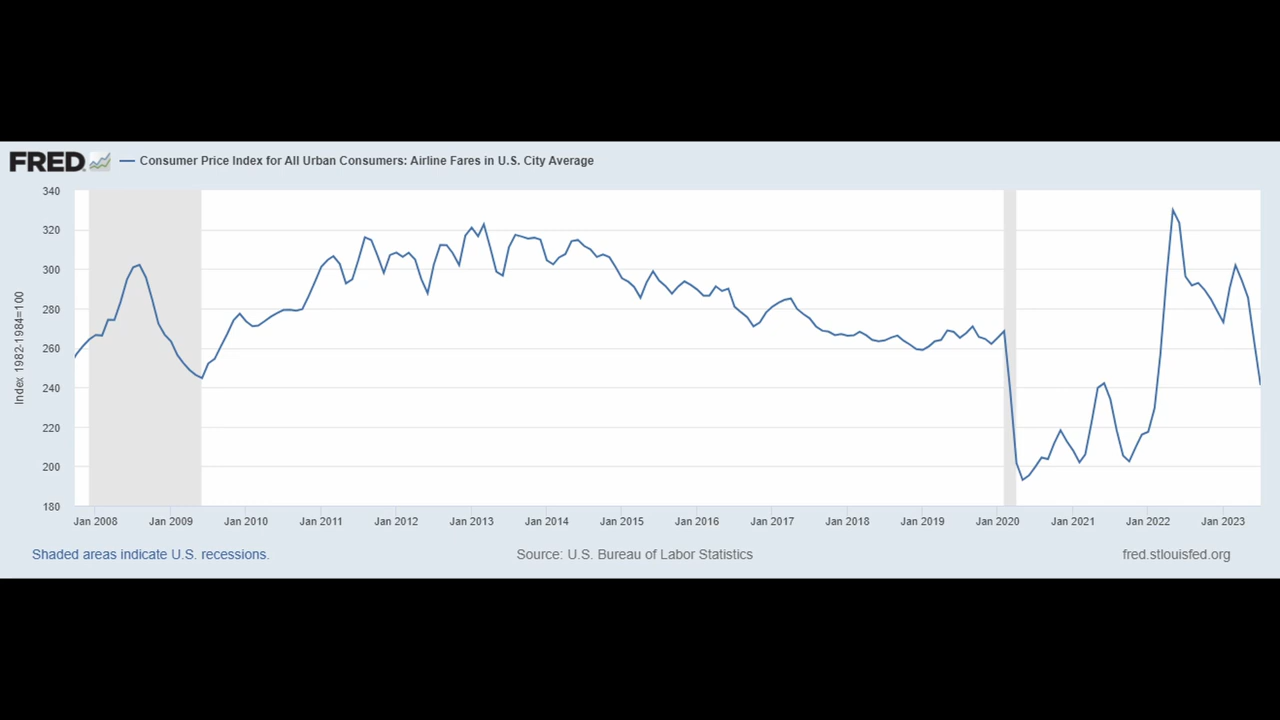 FRED
Consumer Price Index for All Urban Consumers: Airline Fares in U.S. City Average
Index 1982-1984=100
340
320
300
280
260
240
220
200
180
Jan 2008 Jan 2009 Jan 2010 Jan 2011 Jan 2012 Jan 2013 Jan 2014 Jan 2015 Jan 2016 Jan 2017 Jan 2018 Jan 2019 Jan 2020 Jan 2021 Jan 2022 Jan 2023
Shaded areas indicate U.S. recessions. Source: U.S. Bureau of Labor Statistics fred.stlouisfed.org